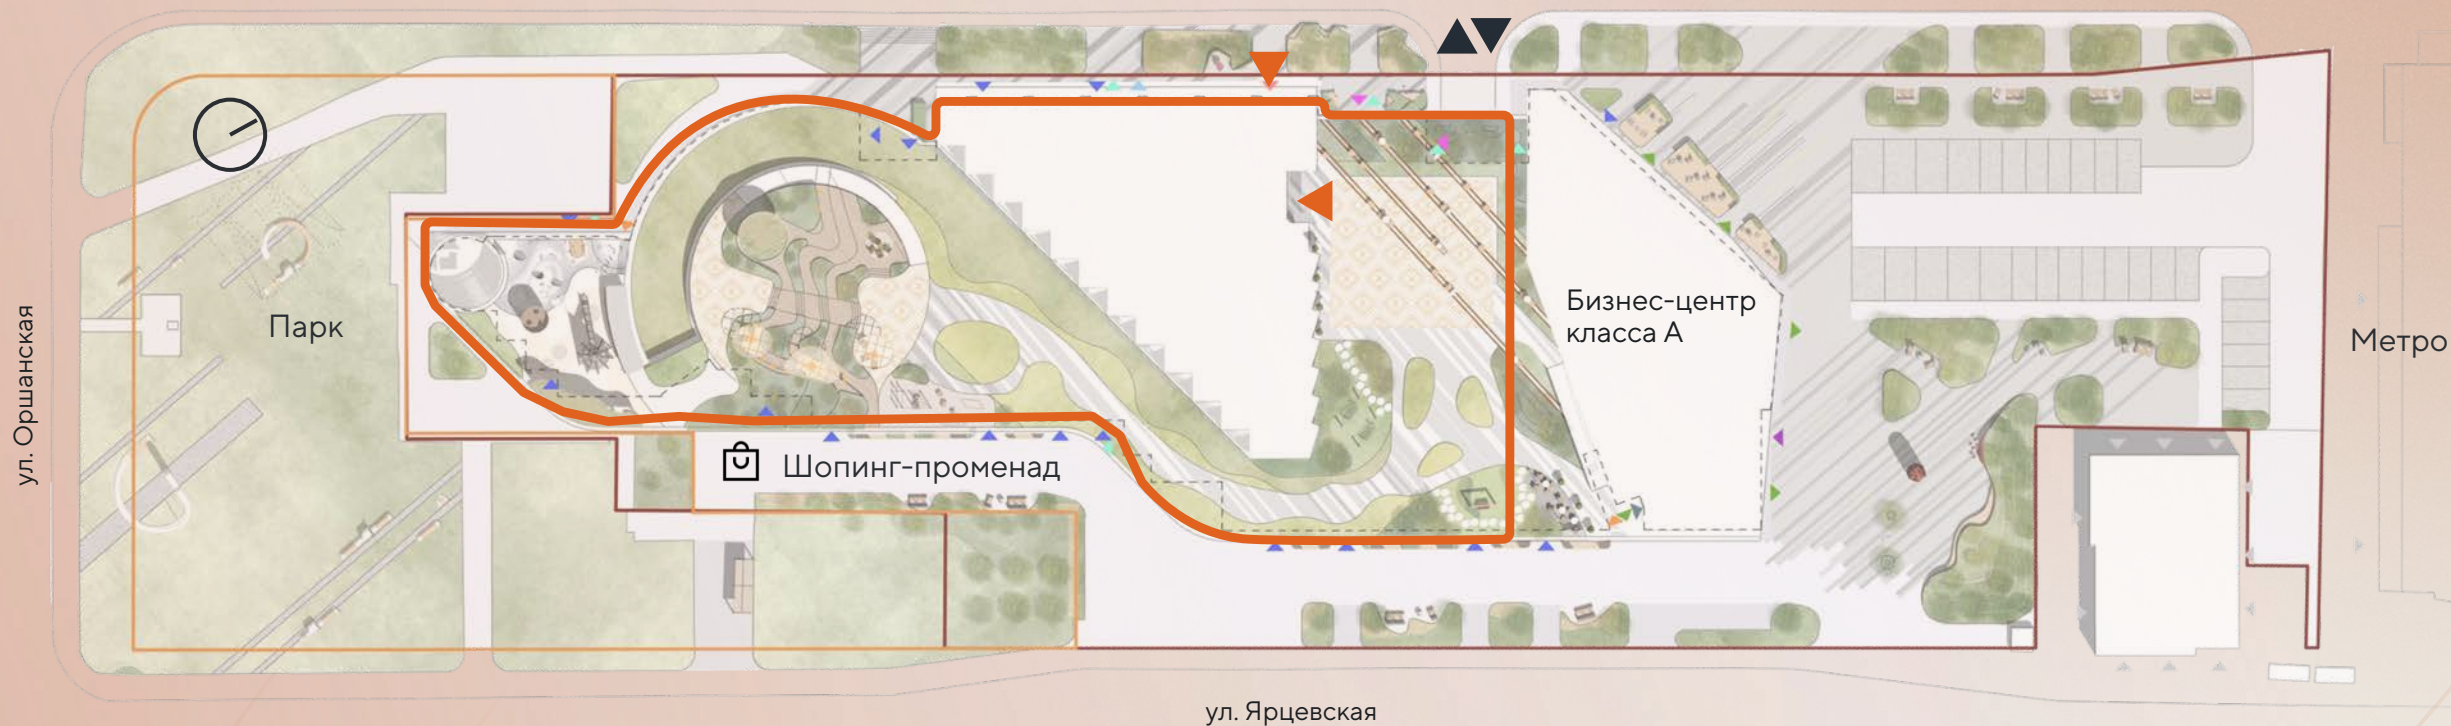 ул. Оршанская
Парк
Шопинг-променад
Бизнес-центр
класса А
Метро
ул. Ярцевская